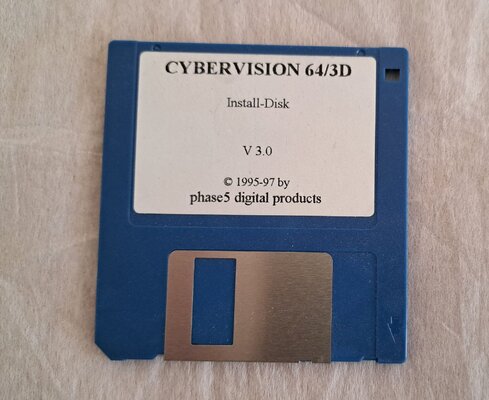 CYBERVISION 64/3D
Install-Disk
V 3.0
© 1995-97 by
phase5 digital products